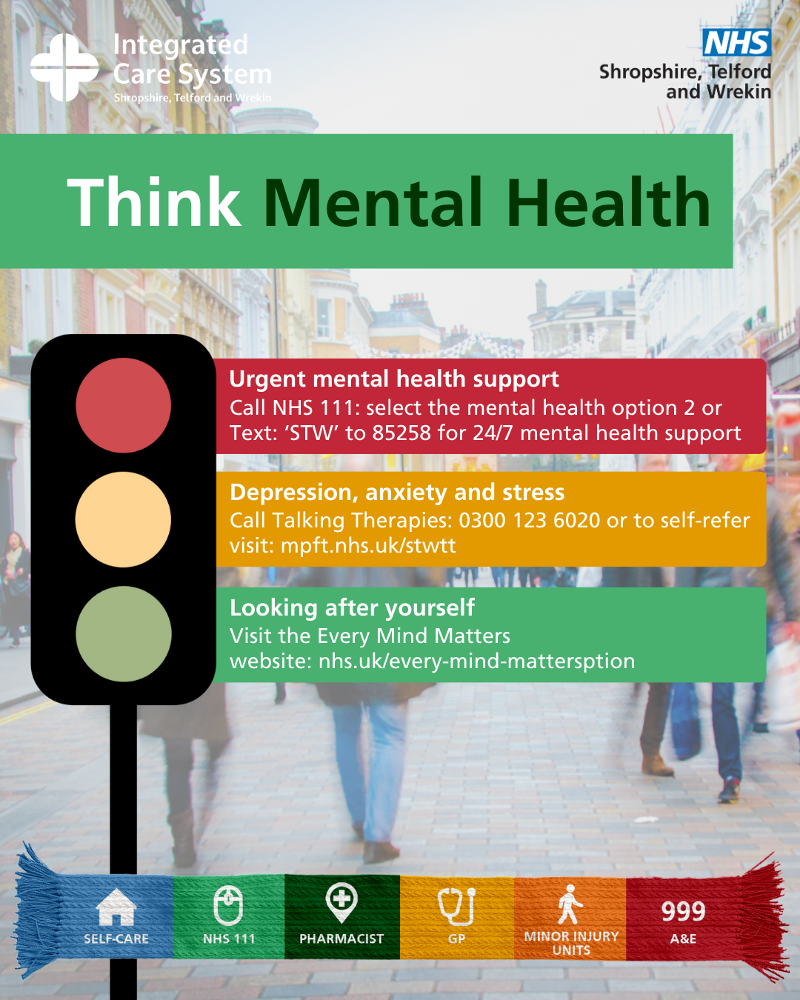 Integrated
Care System
Shropshire, Telford and Wrekin
NHS
Shropshire, Telford
and Wrekin
Think Mental Health
Urgent mental health support
Call NHS 111: select the mental health option 2 or
Text: ‘STW’ to 85258 for 24/7 mental health support
Depression, anxiety and stress
Call Talking Therapies: 0300 123 6020 or to self-refer
visit: mpft.nhs.uk/stwtt
Looking after yourself
Visit the Every Mind Matters
website: nhs.uk/every-mind-mattersption
SELF-CARE
NHS 111
PHARMACIST
GP
MINOR INJURY
UNITS
999
A&E